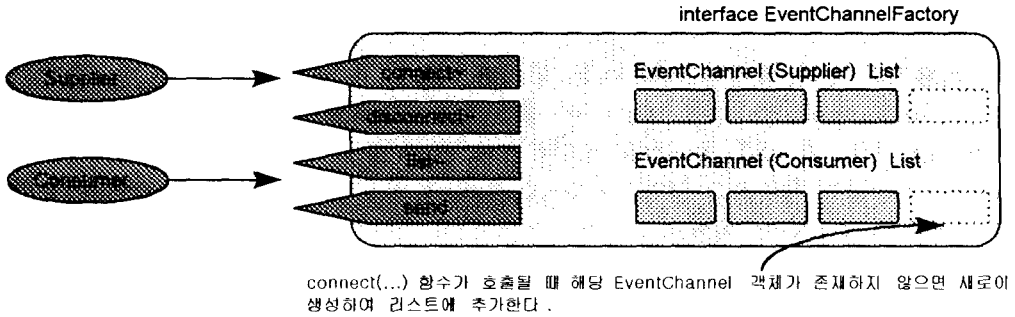 interface EventChannelFactory
Supplier
connect~
disconnect~
EventChannel (Supplier) List
Consumer
send
EventChannel (Consumer) List
connect(...) 함수가 호출될 때 해당 EventChannel 객체가 존재하지 않으면 새로이
생성하여 리스트에 추가한다 .